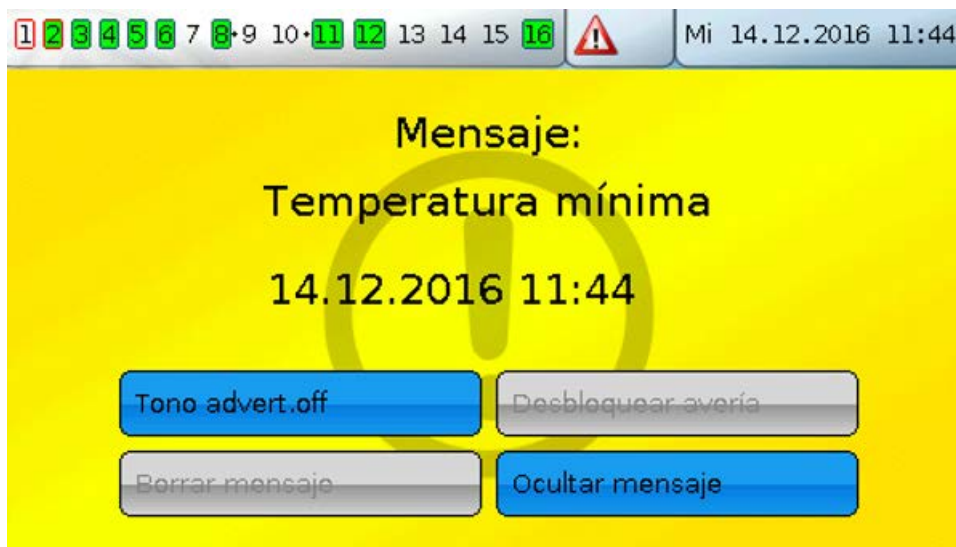 1 2 3 4 5 6 7 8·9 10·11 12 13 14 15 16 Mi 14.12.2016 11:44
Mensaje:
Temperatura mínima
14.12.2016 11:44
Tono advert.off Desbloquear avería
Borrar mensaje Ocultar mensaje